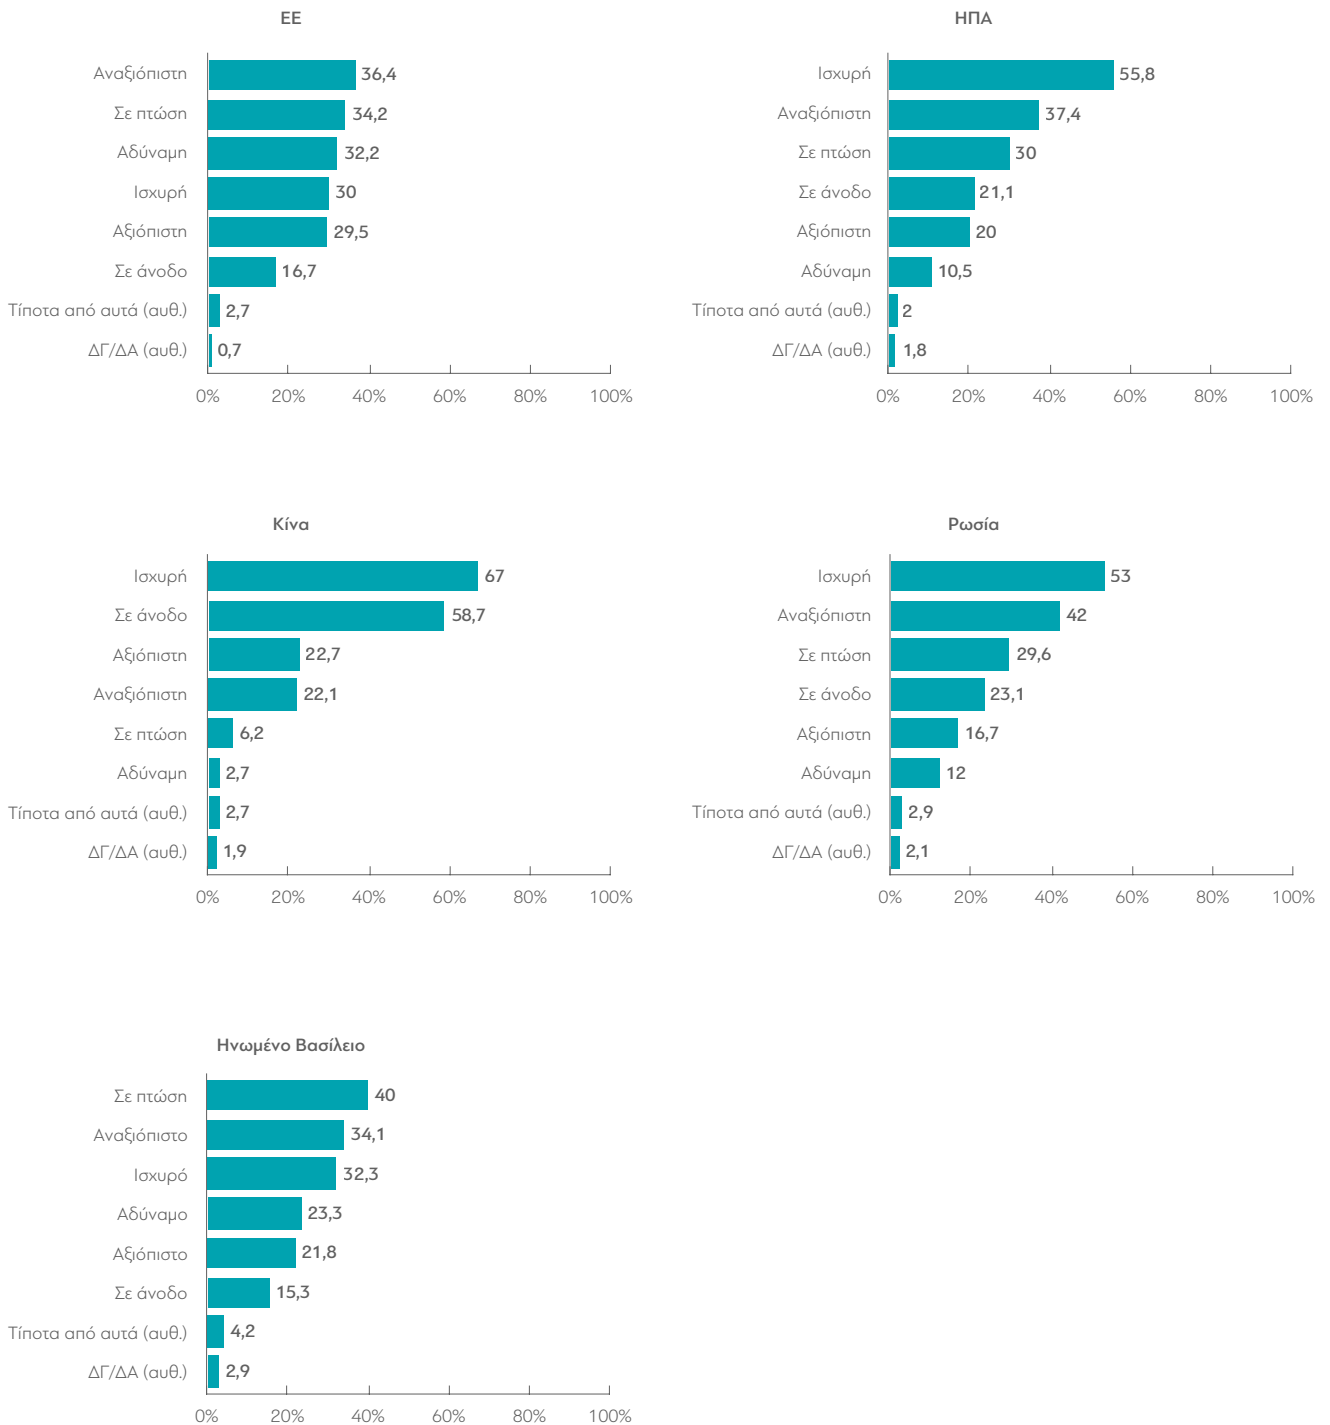 ΕΕ
Αναξιόπιστη 36,4
Σε πτώση 34,2
Αδύναμη 32,2
Ισχυρή 30
Αξιόπιστη 29,5
Σε άνοδο 16,7
Τίποτα από αυτά (αυθ.) 2,7
ΔΓ/ΔΑ (αυθ.) 0,7
0% 20% 40% 60% 80% 100%
ΗΠΑ
Ισχυρή 55,8
Αναξιόπιστη 37,4
Σε πτώση 30
Σε άνοδο 21,1
Αξιόπιστη 20
Αδύναμη 10,5
Τίποτα από αυτά (αυθ.) 2
ΔΓ/ΔΑ (αυθ.) 1,8
0% 20% 40% 60% 80% 100%
Κίνα
Ισχυρή 67
Σε άνοδο 58,7
Αξιόπιστη 22,7
Αναξιόπιστη 22,1
Σε πτώση 6,2
Αδύναμη 2,7
Τίποτα από αυτά (αυθ.) 2,7
ΔΓ/ΔΑ (αυθ.) 1,9
0% 20% 40% 60% 80% 100%
Ρωσία
Ισχυρή 53
Αναξιόπιστη 42
Σε πτώση 29,6
Σε άνοδο 23,1
Αξιόπιστη 16,7
Αδύναμη 12
Τίποτα από αυτά (αυθ.) 2,9
ΔΓ/ΔΑ (αυθ.) 2,1
0% 20% 40% 60% 80% 100%
Ηνωμένο Βασίλειο
Σε πτώση 40
Αναξιόπιστο 34,1
Ισχυρό 32,3
Αδύναμο 23,3
Αξιόπιστο 21,8
Σε άνοδο 15,3
Τίποτα από αυτά (αυθ.) 4,2
ΔΓ/ΔΑ (αυθ.) 2,9
0% 20% 40% 60% 80% 100%